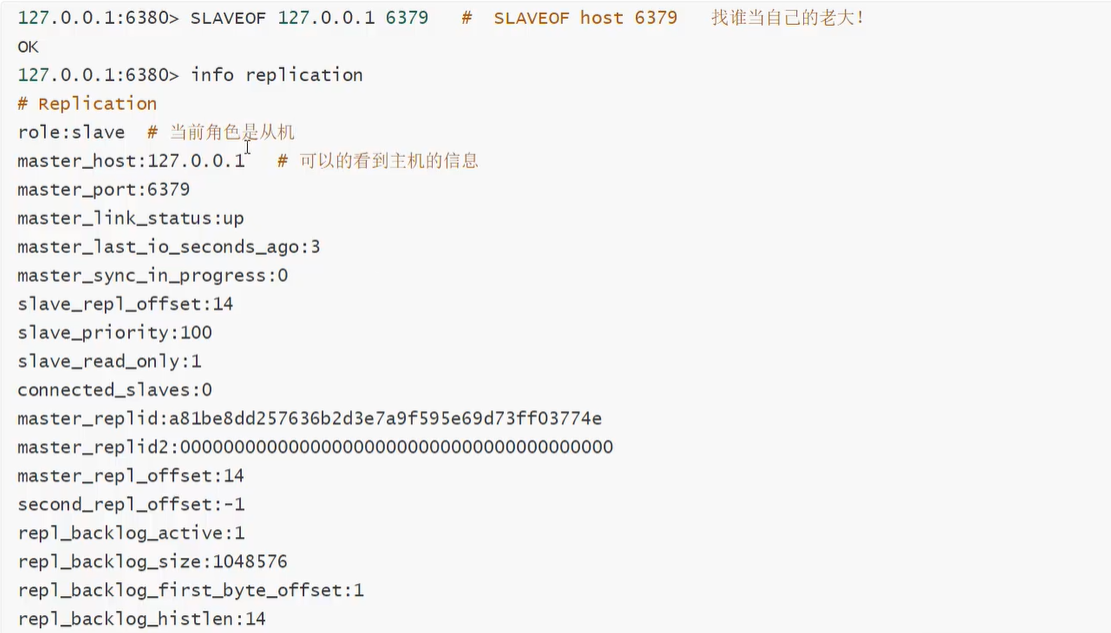 127.0.0.1:6380> SLAVEOF 127.0.0.1 6379   #  SLAVEOF host 6379   找谁当自己的老大!
OK
127.0.0.1:6380> info replication
# Replication
role:slave  # 当前角色是从机
master_host:127.0.0.1   # 可以的看到主机的信息
master_port:6379
master_link_status:up
master_last_io_seconds_ago:3
master_sync_in_progress:0
slave_repl_offset:14
slave_priority:100
slave_read_only:1
connected_slaves:0
master_replid:a81be8dd257636b2d3e7a9f595e69d73ff03774e
master_replid2:0000000000000000000000000000000000000000
master_repl_offset:14
second_repl_offset:-1
repl_backlog_active:1
repl_backlog_size:1048576
repl_backlog_first_byte_offset:1
repl_backlog_histlen:14